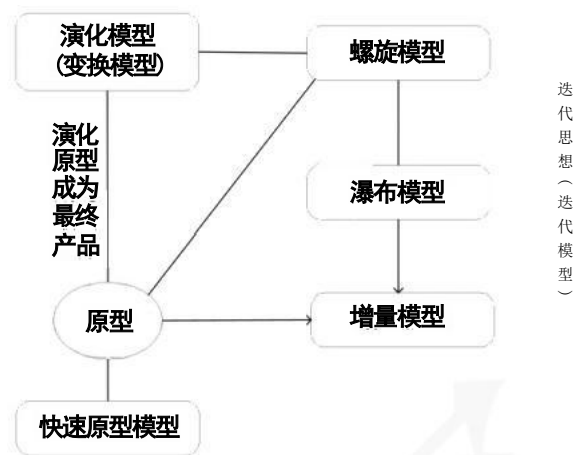 演化模型
(变换模型)
螺旋模型
演化
原型
成为
最终
产品
瀑布模型
原型
增量模型
快速原型模型
迭代思想（迭代模型）